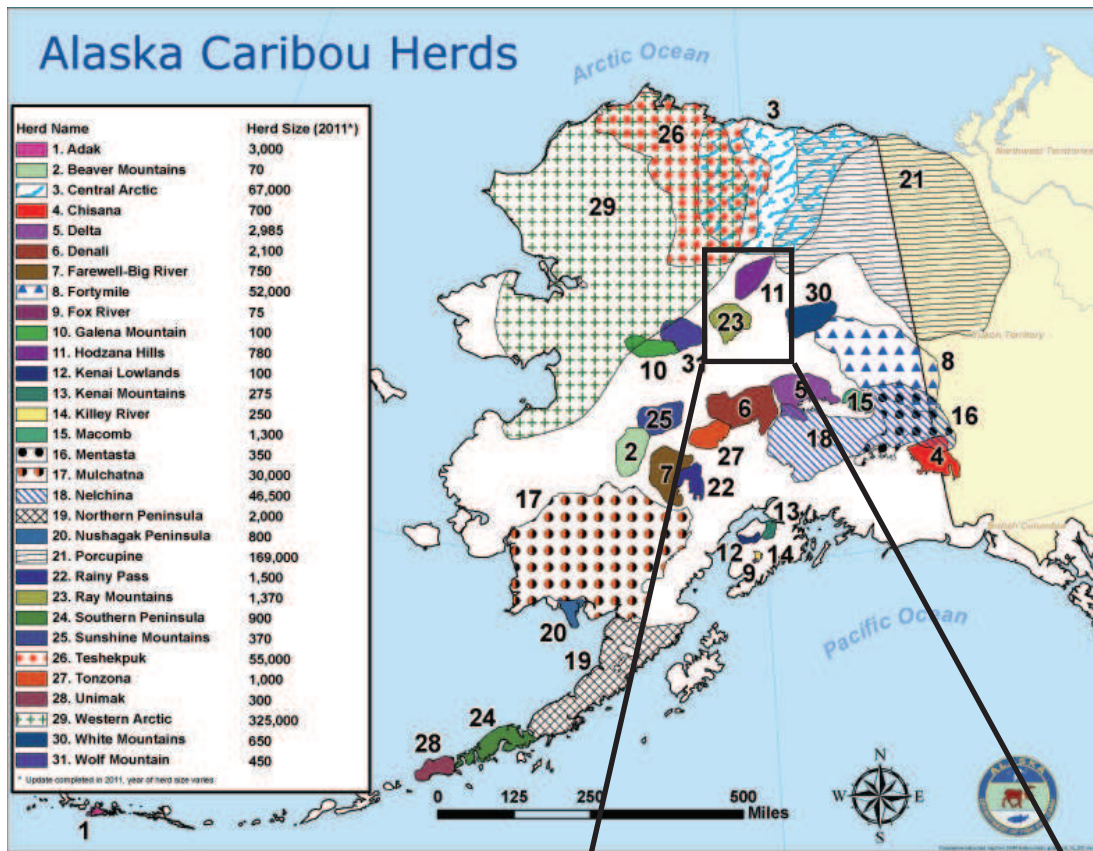 Alaska Caribou Herds
Arctic Ocean
Herd Name Herd Size (2011*)
1. Adak 3,000
2. Beaver Mountains 70
3. Central Arctic 67,000
4. Chisana 700
5. Delta 2,985
6. Denali 2,100
7. Farewell-Big River 750
8. Fortymile 52,000
9. Fox River 75
10. Galena Mountain 100
11. Hodzana Hills 780
12. Kenai Lowlands 100
13. Kenai Mountains 275
14. Killey River 250
15. Macomb 1,300
16. Mentasta 350
17. Mulchatna 30,000
18. Nelchina 46,500
19. Northern Peninsula 2,000
20. Nushagak Peninsula 800
21. Porcupine 169,000
22. Rainy Pass 1,500
23. Ray Mountains 1,370
24. Southern Peninsula 900
25. Sunshine Mountains 370
26. Teshekpuk 55,000
27. Tonzona 1,000
28. Unimak 300
29. Western Arctic 325,000
30. White Mountains 650
31. Wolf Mountain 450
* Update completed in 2011, year of herd size varies
3
26
Northwest Territories
21
29
11
30
23
Yukon Territory
10
31
8
5
15
16
6
25
18
2
27
4
7
22
17
13
British Columbia
12
14
9
Pacific Ocean
20
19
24
28
1
N
W E
S
0 125 250 500
Miles
ALASKA